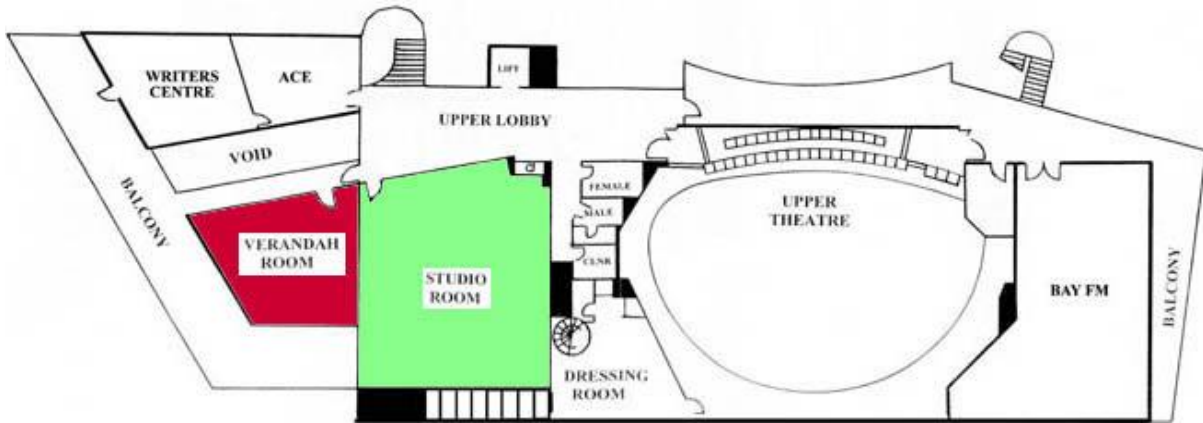 LIFT
WRITERS
CENTRE
ACE
UPPER LOBBY
VOID
BALCONY
FEMALE
MALE
UPPER
THEATRE
VERANDAH
ROOM
STUDIO
ROOM
CLNR
BAY FM
BALCONY
DRESSING
ROOM